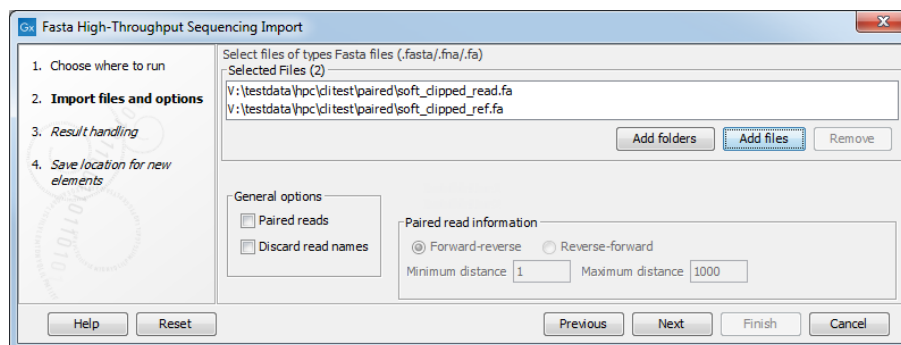 Gx Fasta High-Throughput Sequencing Import
1. Choose where to run
2. Import files and options
3. Result handling
4. Save location for new
elements
Select files of types Fasta files (.fasta/.fna/.fa)
Selected Files (2)
V:\testdata\hpc\clitest\paired\soft_clipped_read.fa
V:\testdata\hpc\clitest\paired\soft_clipped_ref.fa
Add folders Add files Remove
General options
Paired reads
Discard read names
Paired read information
Forward-reverse Reverse-forward
Minimum distance 1 Maximum distance 1000
Help Reset Previous Next Finish Cancel